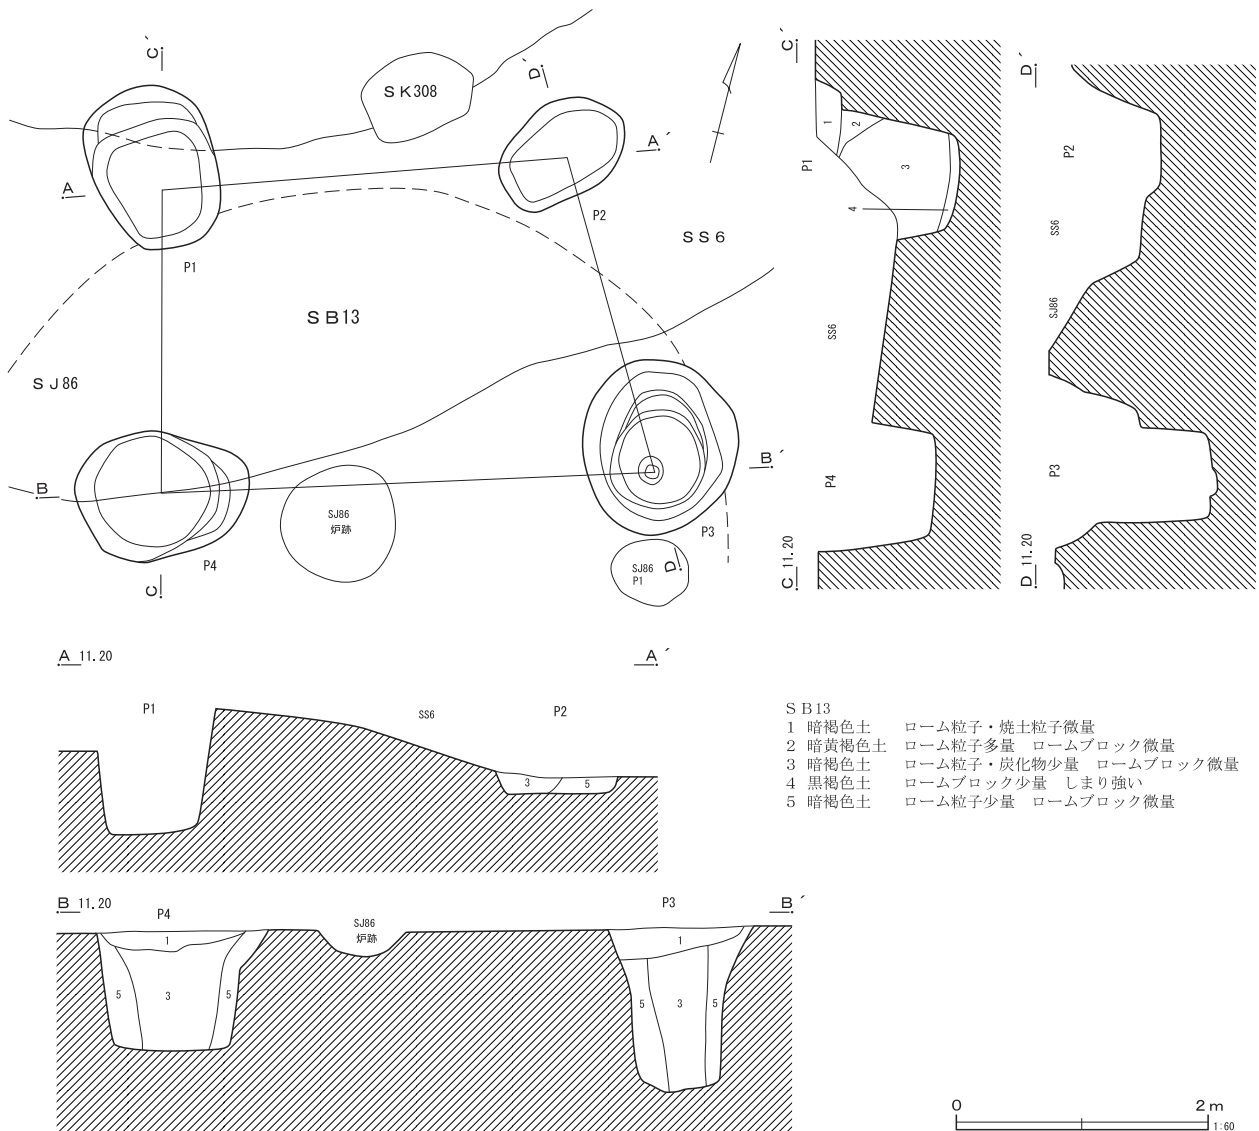 C´
SK308
D´
A´
A
P1
P2
SS6
SB13
SJ86
B
B´
SJ86
炉跡
P3
P4
SJ86
P1
D
C
C´
1
2
3
4
P1
SS6
P4
C 11.20
D´
P2
SS6
SJ86
P3
D 11.20
A 11.20
A´
P1
SS6
P2
3
5
SB13
1 暗褐色土 ローム粒子・焼土粒子微量
2 暗黄褐色土 ローム粒子多量 ロームブロック微量
3 暗褐色土 ローム粒子・炭化物少量 ロームブロック微量
4 黒褐色土 ロームブロック少量 しまり強い
5 暗褐色土 ローム粒子少量 ロームブロック微量
B 11.20
B´
P4
SJ86
炉跡
P3
1
5
3
5
1
5
3
5
0
2m
1:60